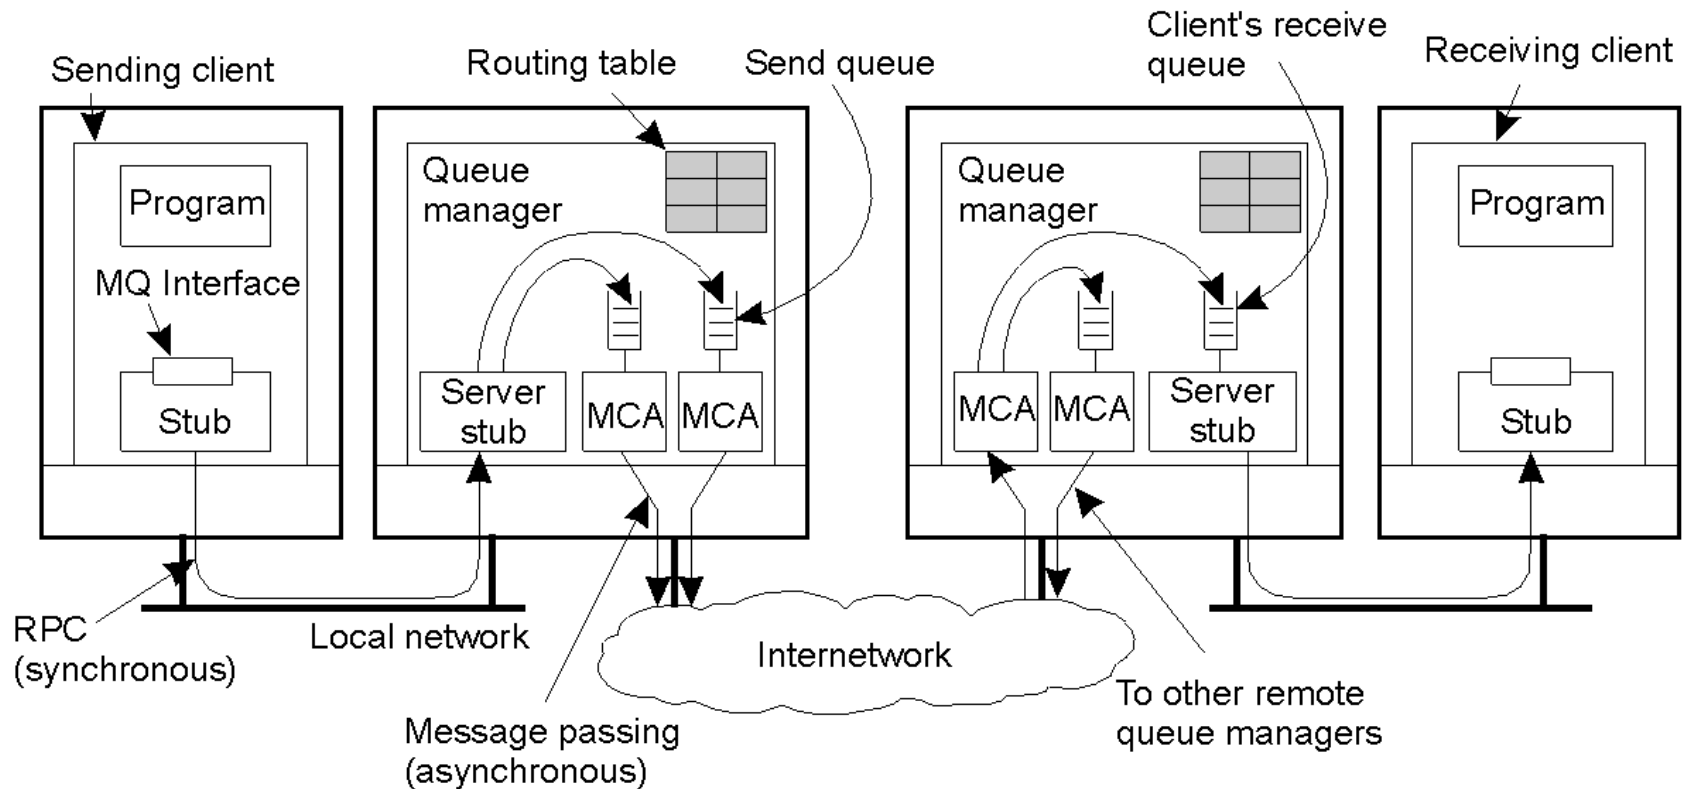 Sending client
Routing table
Send queue
Client's receive
queue
Receiving client
Program
MQ Interface
Stub
Queue
manager
Server
stub
MCA
MCA
Queue
manager
MCA
MCA
Server
stub
Program
Stub
RPC
(synchronous)
Local network
Message passing
(asynchronous)
Internetwork
To other remote
queue managers